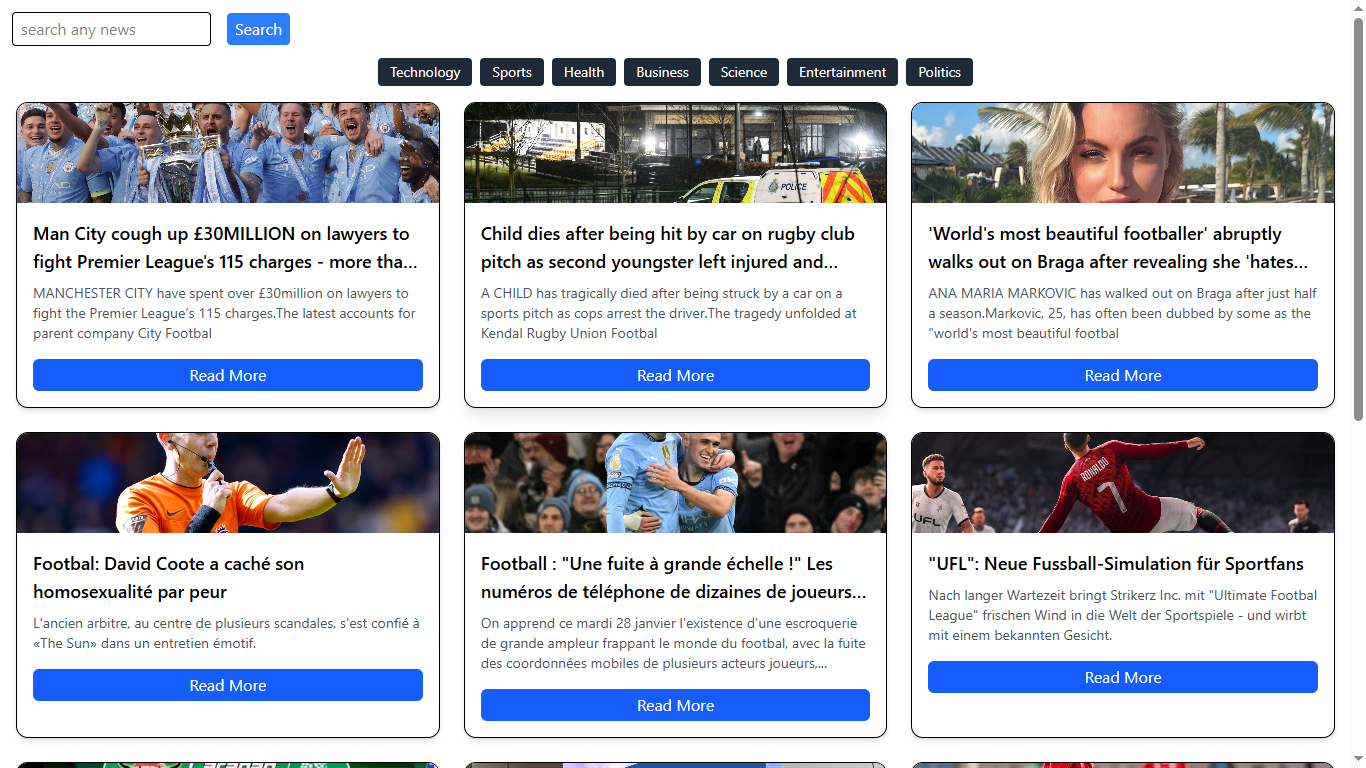 search any news
Search
Technology
Sports
Health
Business
Science
Entertainment
Politics
Man City cough up £30MILLION on lawyers to
fight Premier League's 115 charges - more tha...
MANCHESTER CITY have spent over £30million on lawyers to
fight the Premier League’s 115 charges.The latest accounts for
parent company City Footbal
Read More
POLICE
Child dies after being hit by car on rugby club
pitch as second youngster left injured and...
A CHILD has tragically died after being struck by a car on a
sports pitch as cops arrest the driver.The tragedy unfolded at
Kendal Rugby Union Footbal
Read More
'World's most beautiful footballer' abruptly
walks out on Braga after revealing she 'hates...
ANA MARIA MARKOVIC has walked out on Braga after just half
a season.Markovic, 25, has often been dubbed by some as the
"world's most beautiful footbal
Read More
Footbal: David Coote a caché son
homosexualité par peur
L'ancien arbitre, au centre de plusieurs scandales, s'est confié à
«The Sun» dans un entretien émotif.
Read More
Football : "Une fuite à grande échelle !" Les
numéros de téléphone de dizaines de joueurs...
On apprend ce mardi 28 janvier l'existence d'une escroquerie
de grande ampleur frappant le monde du footbal, avec la fuite
des coordonnées mobiles de plusieurs acteurs joueurs,...
Read More
RONALDO
7
UFL
"UFL": Neue Fussball-Simulation für Sportfans
Nach langer Wartezeit bringt Strikerz Inc. mit "Ultimate Footbal
League" frischen Wind in die Welt der Sportspiele - und wirbt
mit einem bekannten Gesicht.
Read More